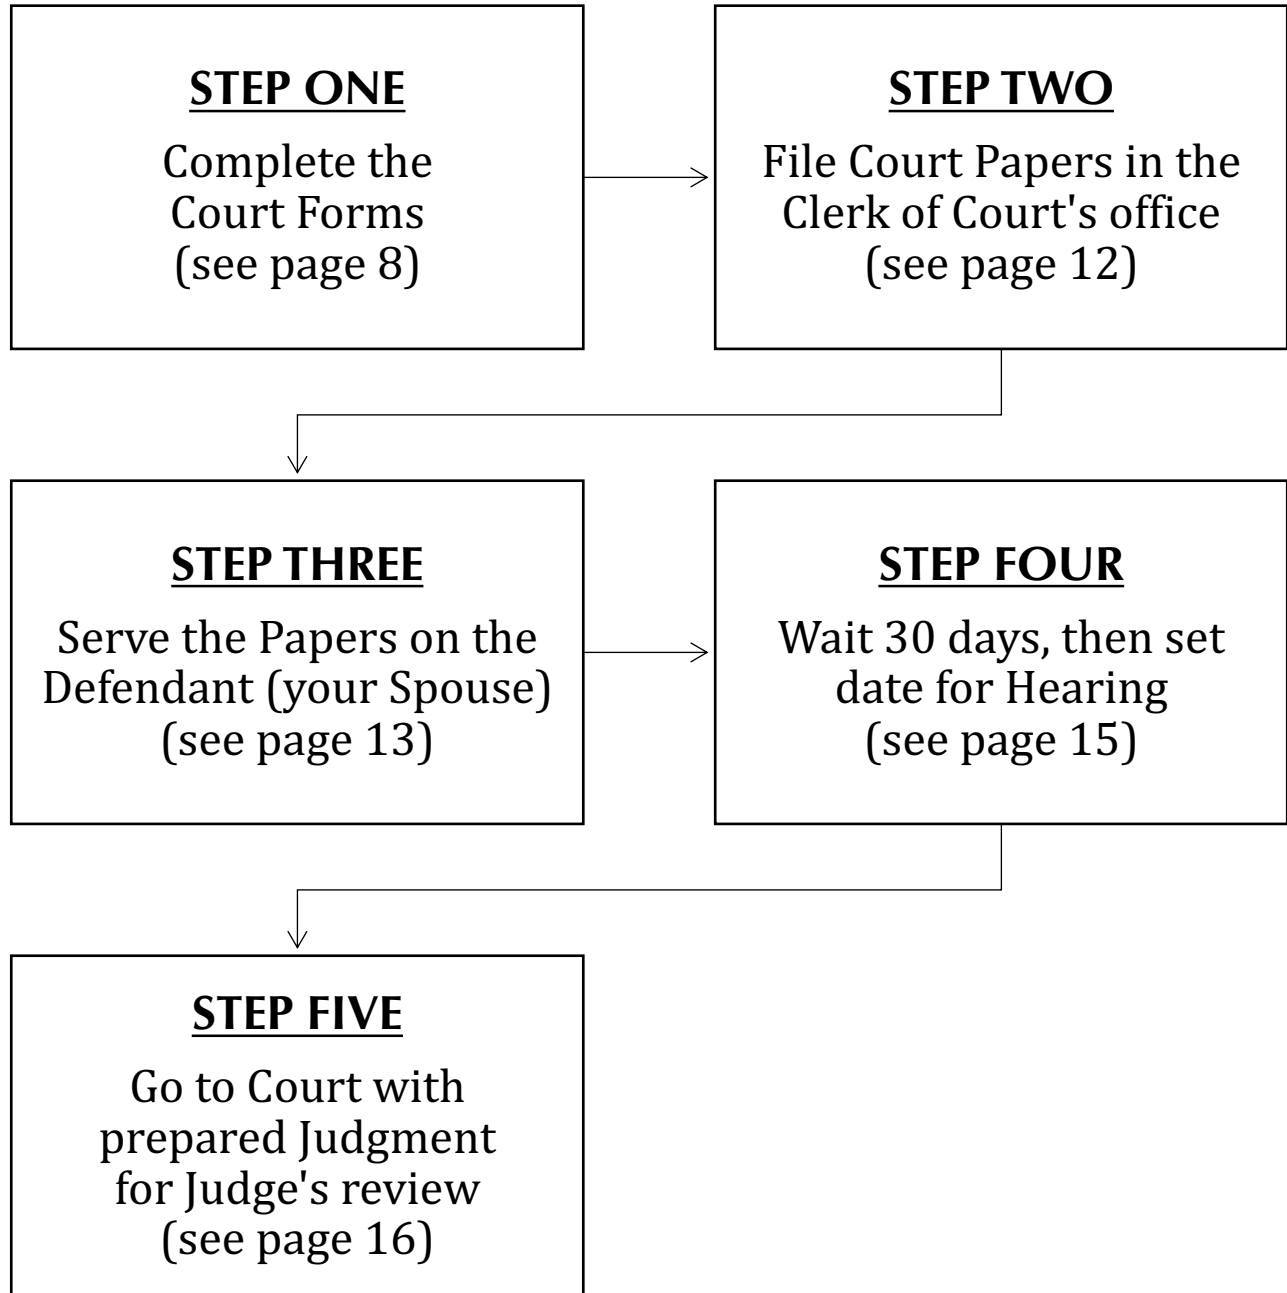 STEP ONE
Complete the
Court Forms
(see page 8)
STEP TWO
File Court Papers in the
Clerk of Court's office
(see page 12)
STEP THREE
Serve the Papers on the
Defendant (your Spouse)
(see page 13)
STEP FOUR
Wait 30 days, then set
date for Hearing
(see page 15)
STEP FIVE
Go to Court with
prepared Judgment
for Judge's review
(see page 16)